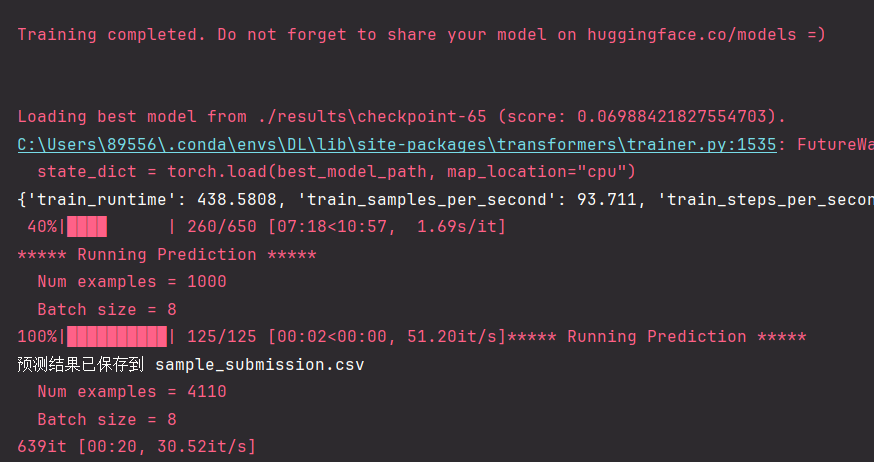 Training completed. Do not forget to share your model on huggingface.co/models =)
Loading best model from ./results\checkpoint-65 (score: 0.06988421827554703).
C:\Users\89556\.conda\envs\DL\lib\site-packages\transformers\trainer.py:1535: FutureWa
state_dict = torch.load(best_model_path, map_location="cpu")
{'train_runtime': 438.5808, 'train_samples_per_second': 93.711, 'train_steps_per_secon
40%|████      | 260/650 [07:18<10:57,  1.69s/it]
***** Running Prediction *****
Num examples = 1000
Batch size = 8
100%|██████████| 125/125 [00:02<00:00, 51.20it/s]***** Running Prediction *****
预测结果已保存到 sample_submission.csv
Num examples = 4110
Batch size = 8
639it [00:20, 30.52it/s]